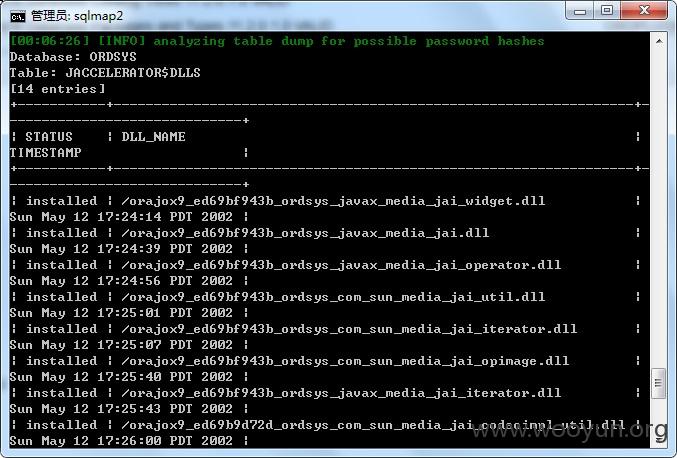 管理员: sqlmap2
[00:06:26] [INFO] analyzing table dump for possible password hashes
Database: ORDSYS
Table: JACCELERATOR$DLLS
[14 entries]
+-----------+----------------------------------------------------------------+-
-----------------------------+
| STATUS    | DLL_NAME                                                       |
TIMESTAMP                    |
+-----------+----------------------------------------------------------------+-
-----------------------------+
| installed | /orajox9_ed69bf943b_ordsys_javax_media_jai_widget.dll           |
Sun May 12 17:24:14 PDT 2002 |
| installed | /orajox9_ed69bf943b_ordsys_javax_media_jai.dll                  |
Sun May 12 17:24:39 PDT 2002 |
| installed | /orajox9_ed69bf943b_ordsys_javax_media_jai_operator.dll         |
Sun May 12 17:24:56 PDT 2002 |
| installed | /orajox9_ed69bf943b_ordsys_com_sun_media_jai_util.dll           |
Sun May 12 17:25:01 PDT 2002 |
| installed | /orajox9_ed69bf943b_ordsys_com_sun_media_jai_iterator.dll       |
Sun May 12 17:25:07 PDT 2002 |
| installed | /orajox9_ed69bf943b_ordsys_com_sun_media_jai_opimage.dll        |
Sun May 12 17:25:40 PDT 2002 |
| installed | /orajox9_ed69bf943b_ordsys_javax_media_jai_iterator.dll         |
Sun May 12 17:25:43 PDT 2002 |
| installed | /orajox9_ed69b9d72d_ordsys_com_sun_media_jai_codecimpl_util.dll |
Sun May 12 17:26:00 PDT 2002 |
www.wooyun.org